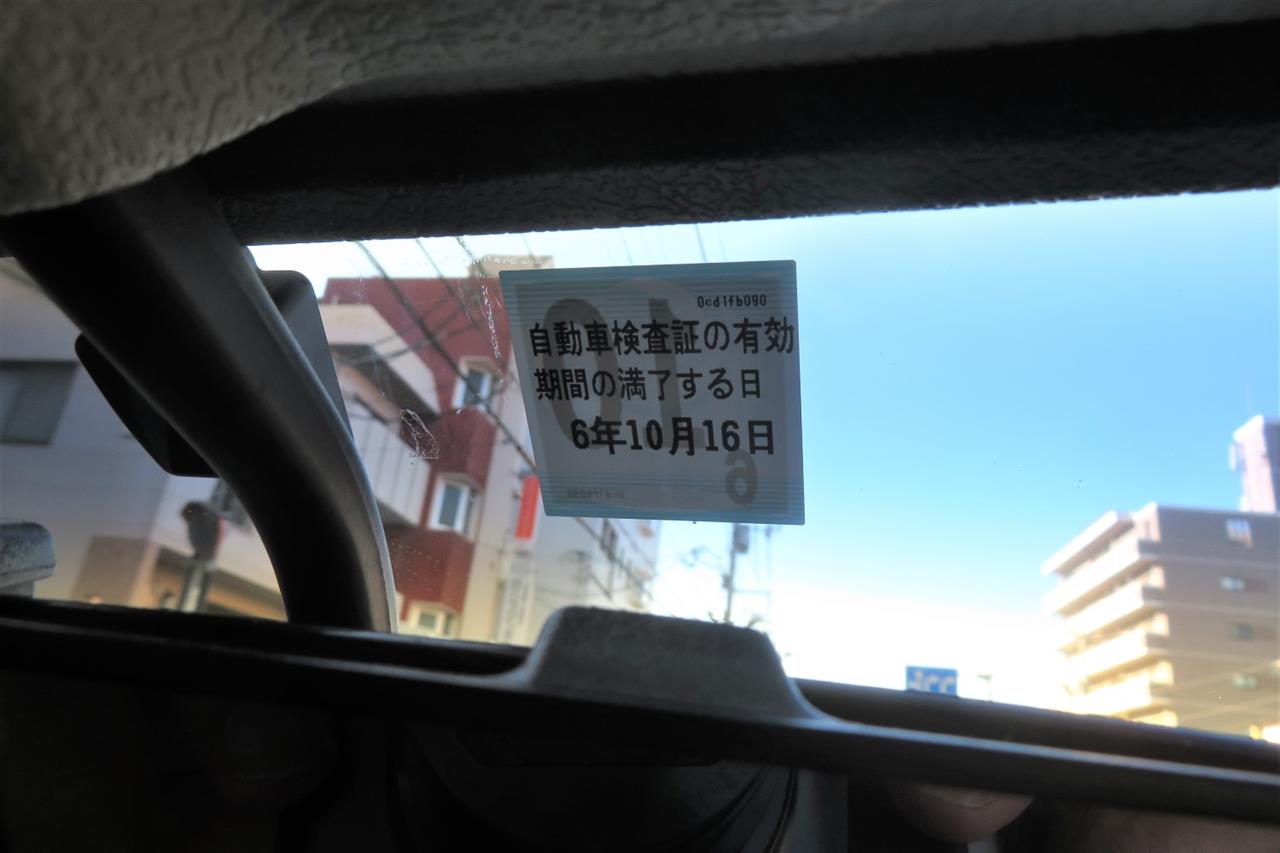 0cd1fb090
自動車検査証の有効
期間の満了する日
6年10月16日